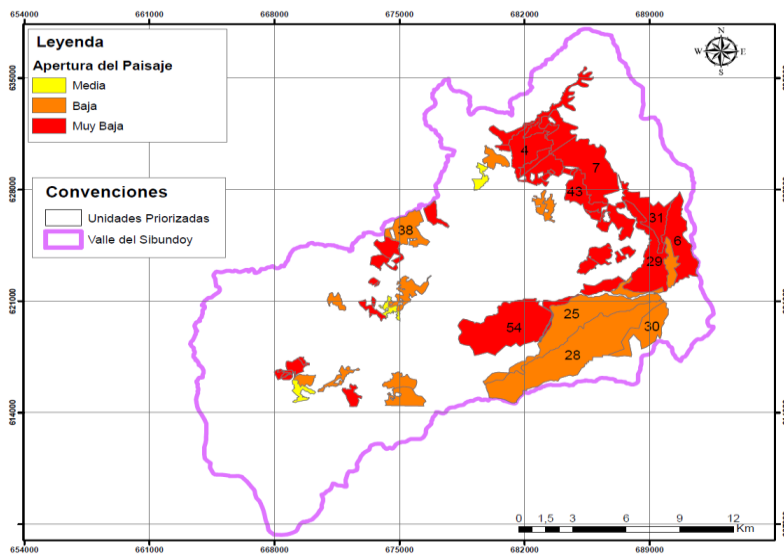 654000 661000 668000 675000 682000 689000
Leyenda
Apertura del Paisaje
Media
Baja
Muy Baja
Convenciones
Unidades Priorizadas
Valle del Sibundoy
N
W E
S
635000
628000
621000
614000
4
7
43
31
38
6
29
25
54
30
28
0 1,5 3 6 9 12
Km
654000 661000 668000 675000 682000 689000